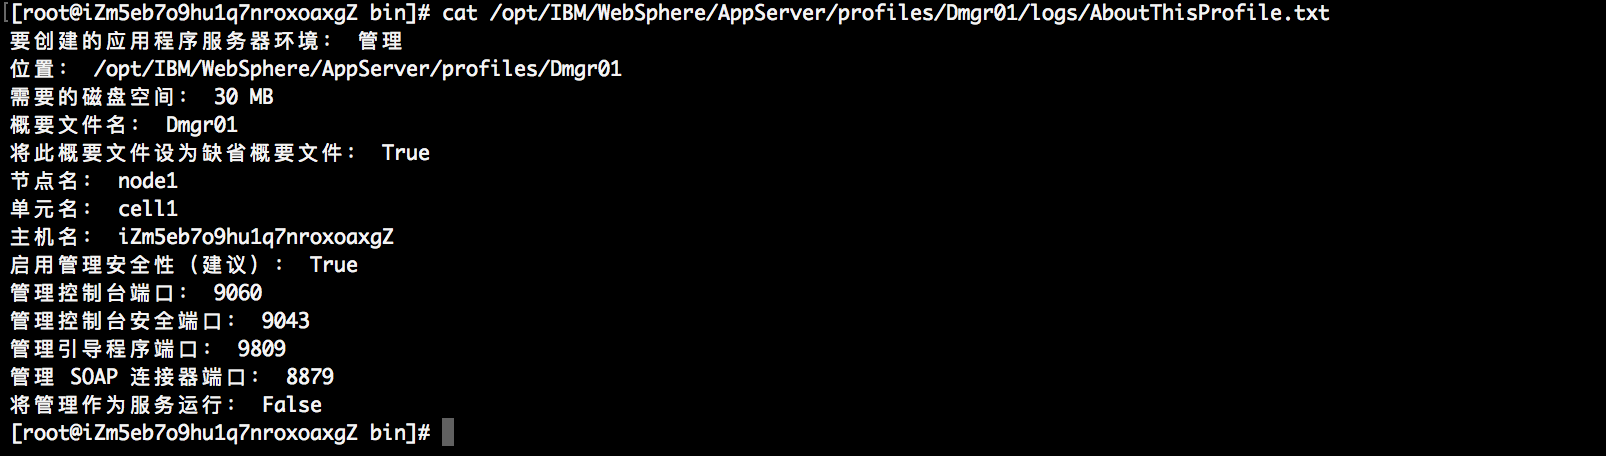 [root@iZm5eb7o9hu1q7nroxoaxgZ bin]# cat /opt/IBM/WebSphere/AppServer/profiles/Dmgr01/logs/AboutThisProfile.txt
要创建的应用程序服务器环境： 管理
位置： /opt/IBM/WebSphere/AppServer/profiles/Dmgr01
需要的磁盘空间： 30 MB
概要文件名： Dmgr01
将此概要文件设为缺省概要文件： True
节点名： node1
单元名： cell1
主机名： iZm5eb7o9hu1q7nroxoaxgZ
启用管理安全性（建议）： True
管理控制台端口： 9060
管理控制台安全端口： 9043
管理引导程序端口： 9809
管理 SOAP 连接器端口： 8879
将管理作为服务运行： False
[root@iZm5eb7o9hu1q7nroxoaxgZ bin]#